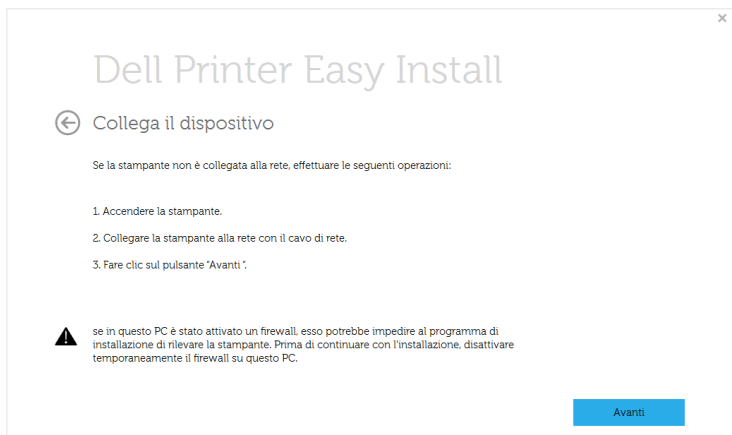 Dell Printer Easy Install
Collega il dispositivo
Se la stampante non è collegata alla rete, effettuare le seguenti operazioni:
1. Accendere la stampante.
2. Collegare la stampante alla rete con il cavo di rete.
3. Fare clic sul pulsante "Avanti ".
se in questo PC è stato attivato un firewall, esso potrebbe impedire al programma di
installazione di rilevare la stampante. Prima di continuare con l'installazione, disattivare
temporaneamente il firewall su questo PC.
Avanti